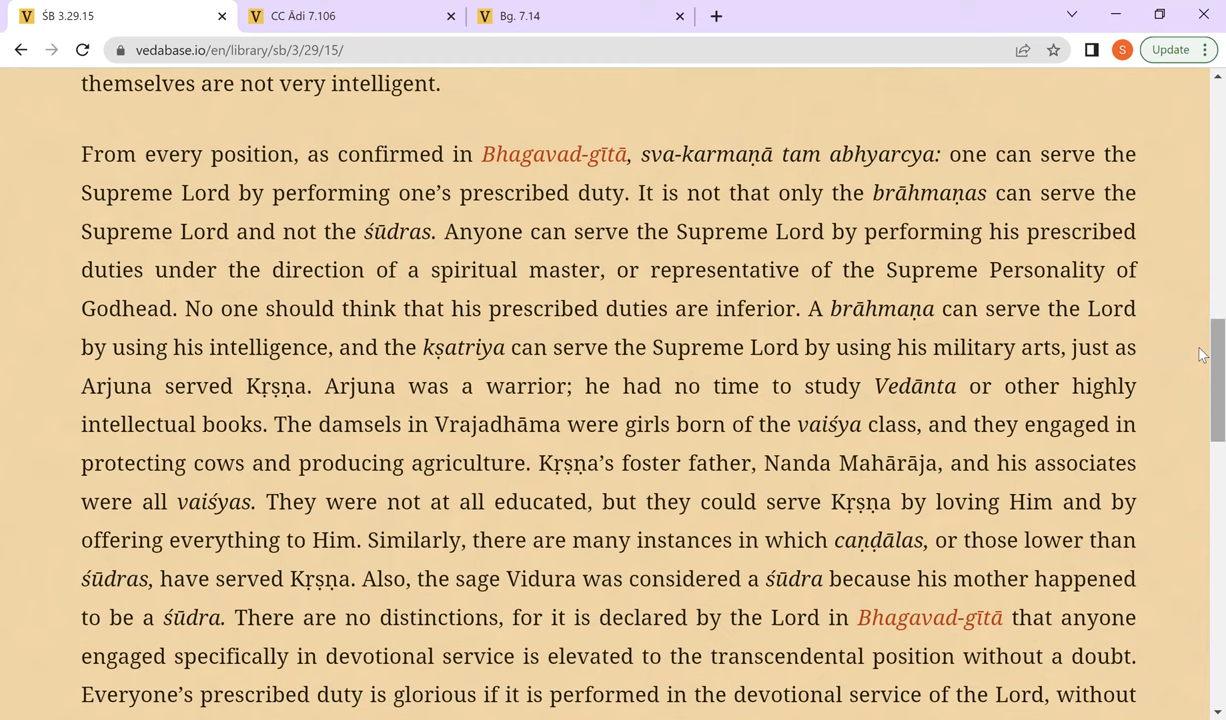 ŚB 3.29.15
CC Ādi 7.106
Bg. 7.14
vedabase.io/en/library/sb/3/29/15/
S
Update
themselves are not very intelligent.
From every position, as confirmed in Bhagavad-gītā, sva-karmaṇā tam abhyarcya: one can serve the
Supreme Lord by performing one’s prescribed duty. It is not that only the brāhmaṇas can serve the
Supreme Lord and not the śūdras. Anyone can serve the Supreme Lord by performing his prescribed
duties under the direction of a spiritual master, or representative of the Supreme Personality of
Godhead. No one should think that his prescribed duties are inferior. A brāhmaṇa can serve the Lord
by using his intelligence, and the kṣatriya can serve the Supreme Lord by using his military arts, just as
Arjuna served Kṛṣṇa. Arjuna was a warrior; he had no time to study Vedānta or other highly
intellectual books. The damsels in Vrajadhāma were girls born of the vaiśya class, and they engaged in
protecting cows and producing agriculture. Kṛṣṇa’s foster father, Nanda Mahārāja, and his associates
were all vaiśyas. They were not at all educated, but they could serve Kṛṣṇa by loving Him and by
offering everything to Him. Similarly, there are many instances in which caṇḍālas, or those lower than
śūdras, have served Kṛṣṇa. Also, the sage Vidura was considered a śūdra because his mother happened
to be a śūdra. There are no distinctions, for it is declared by the Lord in Bhagavad-gītā that anyone
engaged specifically in devotional service is elevated to the transcendental position without a doubt.
Everyone’s prescribed duty is glorious if it is performed in the devotional service of the Lord, without